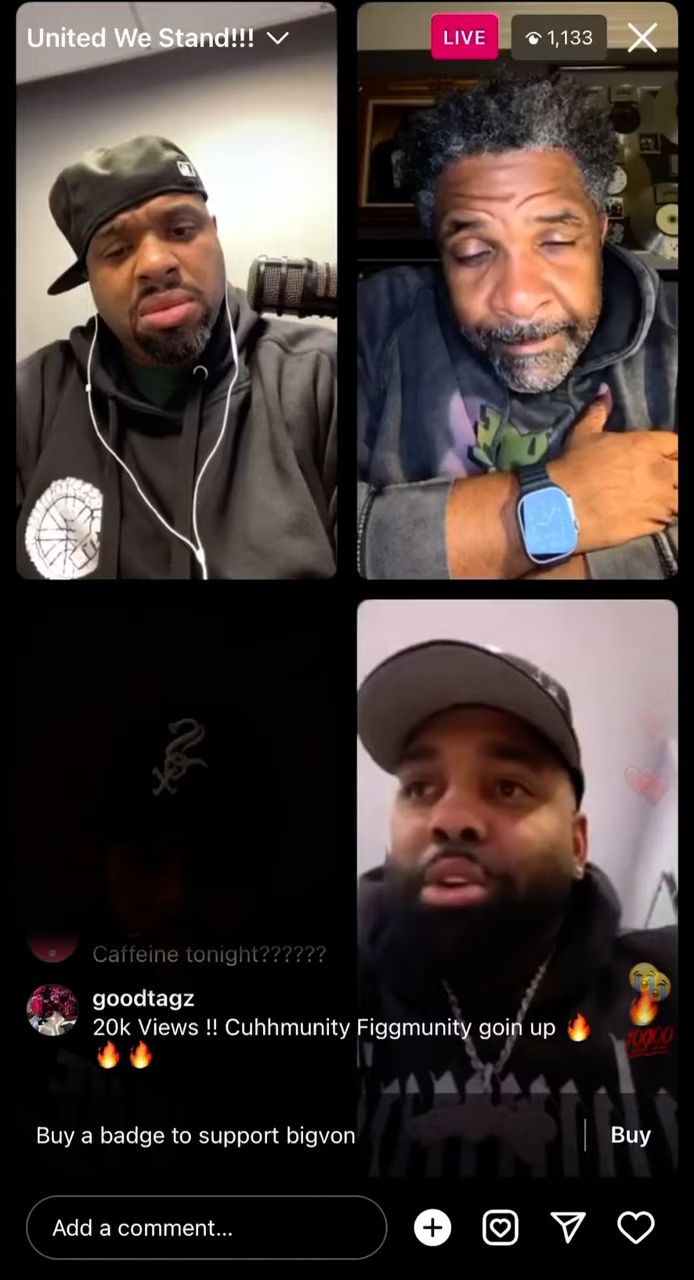 United We Stand!!!
LIVE
1,133
Sox
Caffeine tonight??????
goodtagz
20k Views !! Cuhhmunity Figgmunity goin up 🔥
🔥 🔥
Buy a badge to support bigvon
Buy
Add a comment...